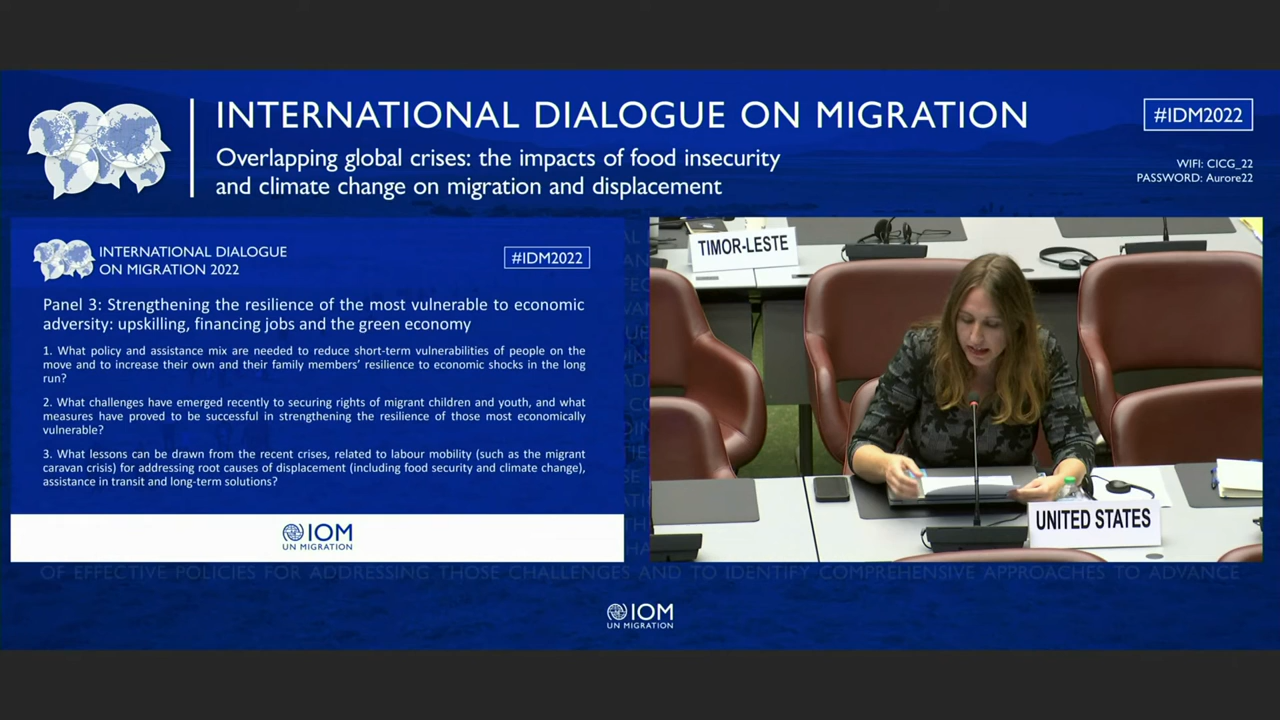 INTERNATIONAL DIALOGUE ON MIGRATION
Overlapping global crises: the impacts of food insecurity
and climate change on migration and displacement
#IDM2022
WIFI: CICG_22
PASSWORD: Aurore22
INTERNATIONAL DIALOGUE
ON MIGRATION 2022
#IDM2022
Panel 3: Strengthening the resilience of the most vulnerable to economic
adversity: upskilling, financing jobs and the green economy
1. What policy and assistance mix are needed to reduce short-term vulnerabilities of people on the
move and to increase their own and their family members’ resilience to economic shocks in the long
run?
2. What challenges have emerged recently to securing rights of migrant children and youth, and what
measures have proved to be successful in strengthening the resilience of those most economically
vulnerable?
3. What lessons can be drawn from the recent crises, related to labour mobility (such as the migrant
caravan crisis) for addressing root causes of displacement (including food security and climate change),
assistance in transit and long-term solutions?
IOM
UN MIGRATION
TIMOR-LESTE
UNITED STATES
OF EFFECTIVE POLICIES FOR ADDRESSING THOSE CHALLENGES AND TO IDENTIFY COMPREHENSIVE APPROACHES TO ADVANCE
IOM
UN MIGRATION